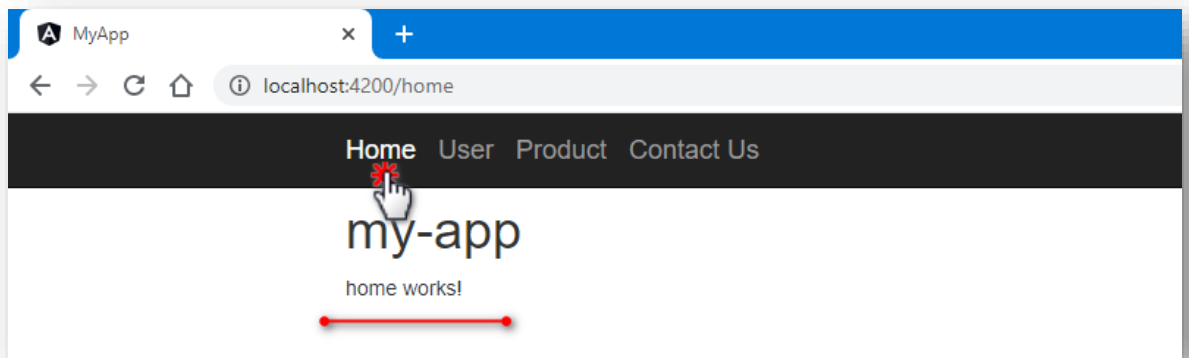 MyApp
localhost:4200/home
Home User Product Contact Us
my-app
home works!